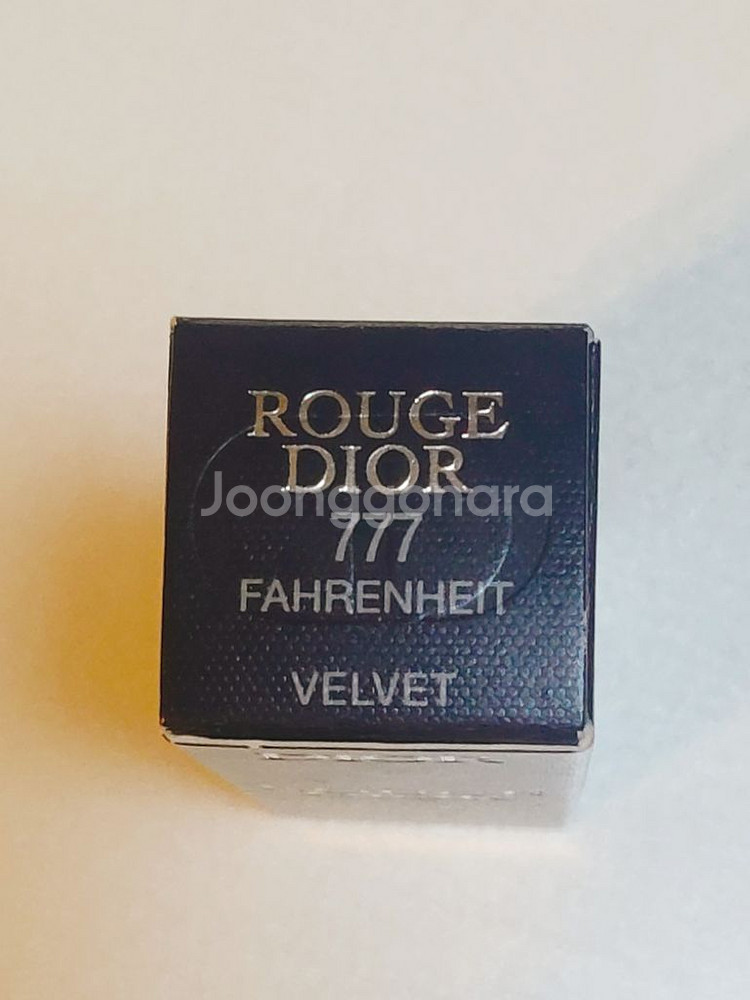 ROUGE
DIOR
Joonggonara
777
FAHRENHEIT
VELVET